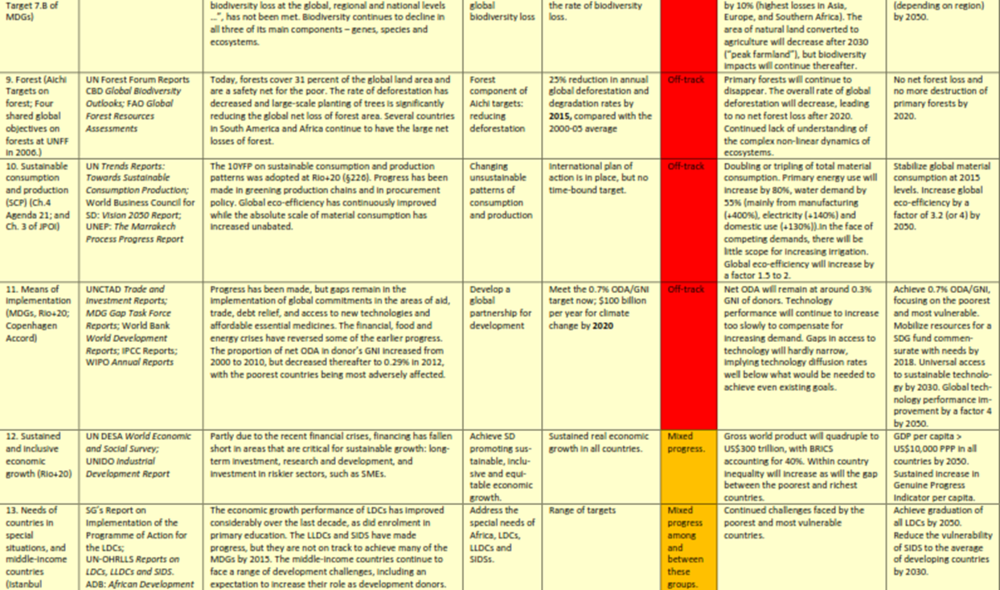 Target 7.B of
MDGs)
biodiversity loss at the global, regional and national levels
…”, has not been met. Biodiversity continues to decline in
all three of its main components – genes, species and
ecosystems.
global
biodiversity loss
the rate of biodiversity
loss.
by 10% (highest losses in Asia,
Europe, and Southern Africa). The
area of natural land converted to
agriculture will decrease after 2030
(“peak farmland”), but biodiversity
impacts will continue thereafter.
(depending on region)
by 2050.
9. Forest (Aichi
Targets on
forest; Four
shared global
objectives on
forests at UNFF
in 2006.)
UN Forest Forum Reports
CBD Global Biodiversity
Outlooks; FAO Global
Forest Resources
Assessments
Today, forests cover 31 percent of the global land area and
are a safety net for the poor. The rate of deforestation has
decreased and large-scale planting of trees is significantly
reducing the global net loss of forest area. Several countries
in South America and Africa continue to have the large net
losses of forest.
Forest
component of
Aichi targets:
reducing
deforestation
25% reduction in annual
global deforestation and
degradation rates by
2015, compared with the
2000-05 average
Off-track
Primary forests will continue to
disappear. The overall rate of global
deforestation will decrease, leading
to no net forest loss after 2020.
Continued lack of understanding of
the complex non-linear dynamics of
ecosystems.
No net forest loss and
no more destruction of
primary forests by
2020.
10. Sustainable
consumption
and production
(SCP) (Ch.4
Agenda 21; and
Ch. 3 of JPOI)
UN Trends Reports:
Towards Sustainable
Consumption Production;
World Business Council for
SD: Vision 2050 Report;
UNEP: The Marrakech
Process Progress Report
The 10YFP on sustainable consumption and production
patterns was adopted at Rio+20 (§226). Progress has been
made in greening production chains and in procurement
policy. Global eco-efficiency has continuously improved
while the absolute scale of material consumption has
increased unabated.
Changing
unsustainable
patterns of
consumption
and production
International plan of
action is in place, but no
time-bound target.
Off-track
Doubling or tripling of total material
consumption. Primary energy use will
increase by 80%, water demand by
55% (mainly from manufacturing
(+400%), electricity (+140%) and
domestic use (+130%)).In the face of
competing demands, there will be
little scope for increasing irrigation.
Global eco-efficiency will increase by
a factor 1.5 to 2.
Stabilize global material
consumption at 2015
levels. Increase global
eco-efficiency by a
factor of 3.2 (or 4) by
2050.
11. Means of
implementation
(MDGs, Rio+20;
Copenhagen
Accord)
UNCTAD Trade and
Investment Reports;
MDG Gap Task Force
Reports; World Bank
World Development
Reports; IPCC Reports;
WIPO Annual Reports
Progress has been made, but gaps remain in the
implementation of global commitments in the areas of aid,
trade, debt relief, and access to new technologies and
affordable essential medicines. The financial, food and
energy crises have reversed some of the earlier progress.
The proportion of net ODA in donor’s GNI increased from
2000 to 2010, but decreased thereafter to 0.29% in 2012,
with the poorest countries being most adversely affected.
Develop a
global
partnership for
development
Meet the 0.7% ODA/GNI
target now; $100 billion
per year for climate
change by 2020
Off-track
Net ODA will remain at around 0.3%
GNI of donors. Technology
performance will continue to increase
too slowly to compensate for
increasing demand. Gaps in access to
technology will hardly narrow,
implying technology diffusion rates
well below what would be needed to
achieve even existing goals.
Achieve 0.7% ODA/GNI,
focusing on the poorest
and most vulnerable.
Mobilize resources for a
SDG fund commen-
surate with needs by
2018. Universal access
to sustainable technolo-
gy by 2030. Global tech-
nology performance im-
provement by a factor 4
by 2050.
12. Sustained
and inclusive
economic
growth (Rio+20)
UN DESA World Economic
and Social Survey;
UNIDO Industrial
Development Report
Partly due to the recent financial crises, financing has fallen
short in areas that are critical for sustainable growth: long-
term investment, research and development, and
investment in riskier sectors, such as SMEs.
Achieve SD
promoting sus-
tainable, inclu-
sive and equi-
table economic
growth.
Sustained real economic
growth in all countries.
Mixed
progress.
Gross world product will quadruple to
US$300 trillion, with BRICS
accounting for 40%. Within country
inequality will increase as will the gap
between the poorest and richest
countries.
GDP per capita >
US$10,000 PPP in all
countries by 2050.
Sustained increase in
Genuine Progress
Indicator per capita.
13. Needs of
countries in
special
situations, and
middle-income
countries
(Istanbul
SG’s Report on
Implementation of the
Programme of Action for
the LDCs;
UN-OHRLLS Reports on
LDCs, LLDCs and SIDS.
ADB: African Development
The economic growth performance of LDCs has improved
considerably over the last decade, as did enrolment in
primary education. The LLDCs and SIDS have made
progress, but they are not on track to achieve many of the
MDGs by 2015. The middle-income countries continue to
face a range of development challenges, including an
expectation to increase their role as development donors.
Address the
special needs of
Africa, LDCs,
LLDCs and
SIDSs.
Range of targets
Mixed
progress
among
and
between
these
groups.
Continued challenges faced by the
poorest and most vulnerable
countries.
Achieve graduation of
all LDCs by 2050.
Reduce the vulnerability
of SIDS to the average
of developing countries
by 2030.